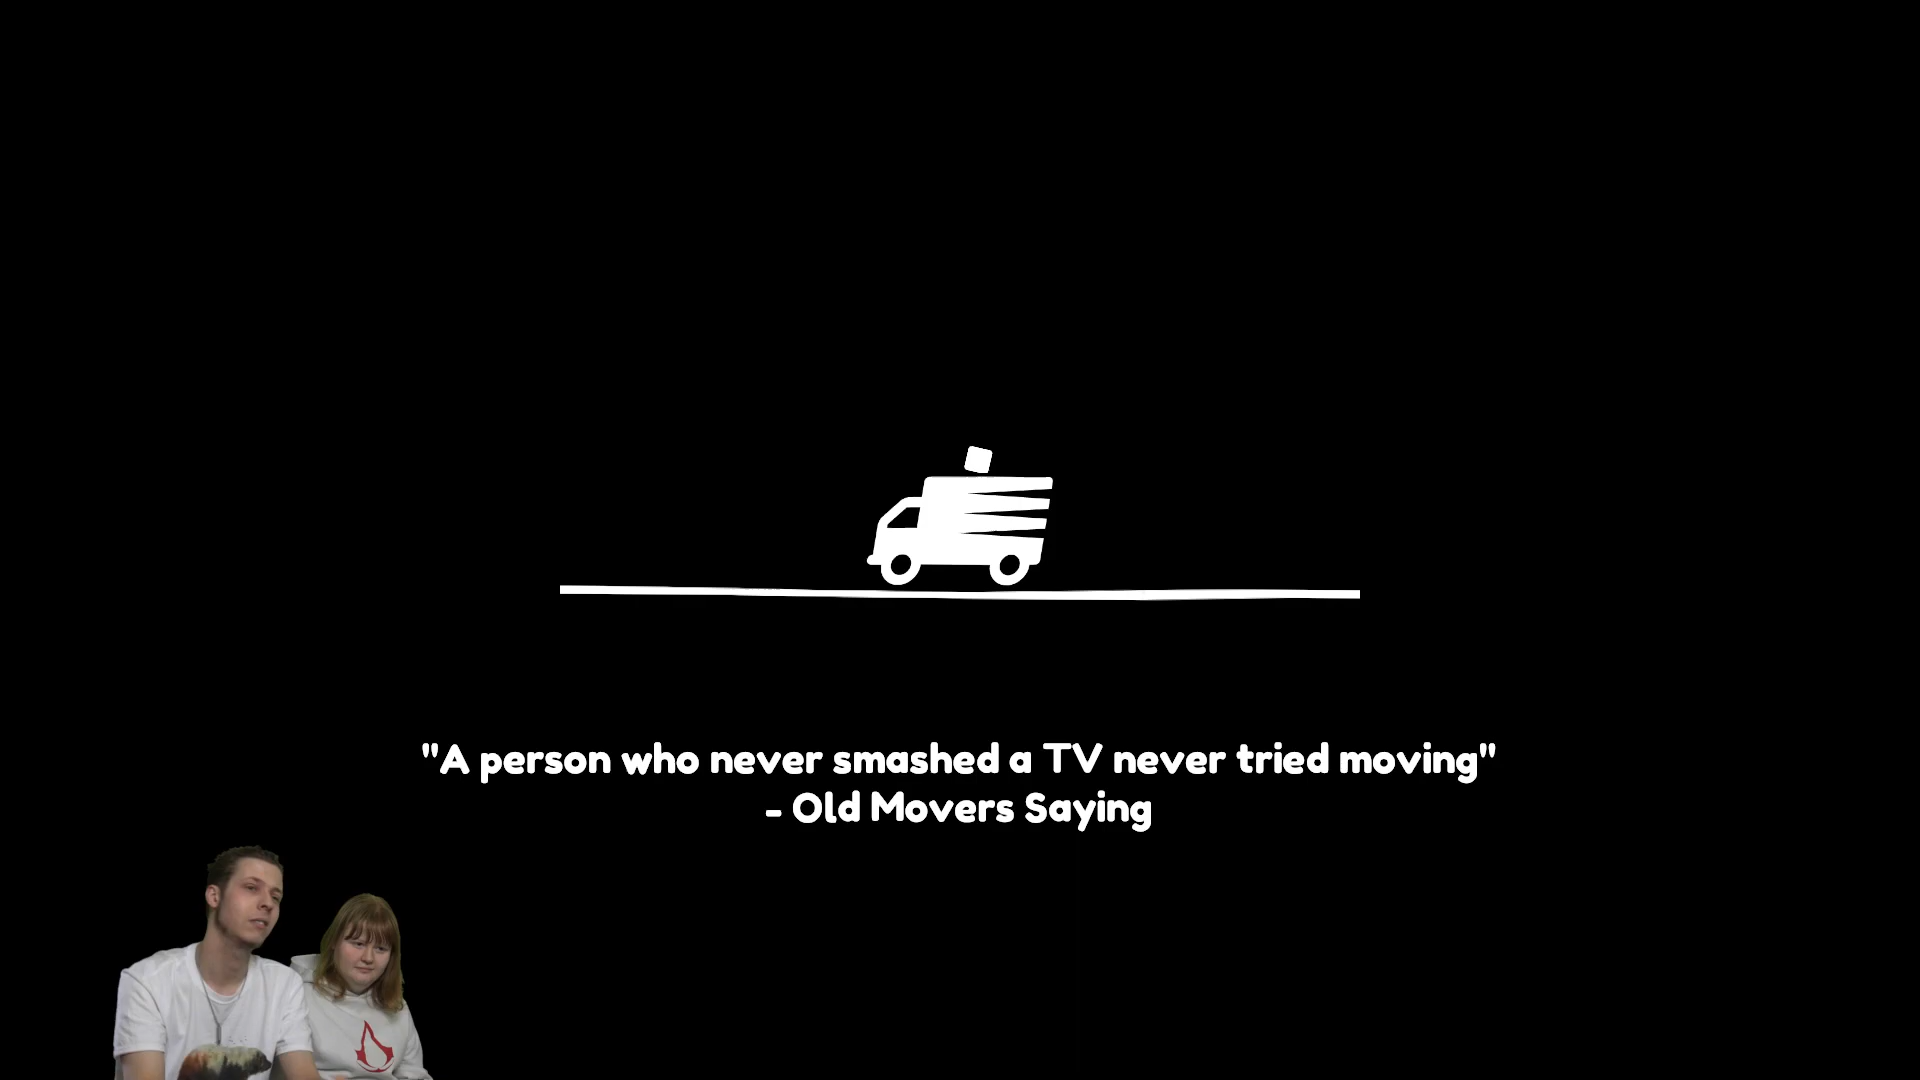 "A person who never smashed a TV never tried moving"
- Old Movers Saying